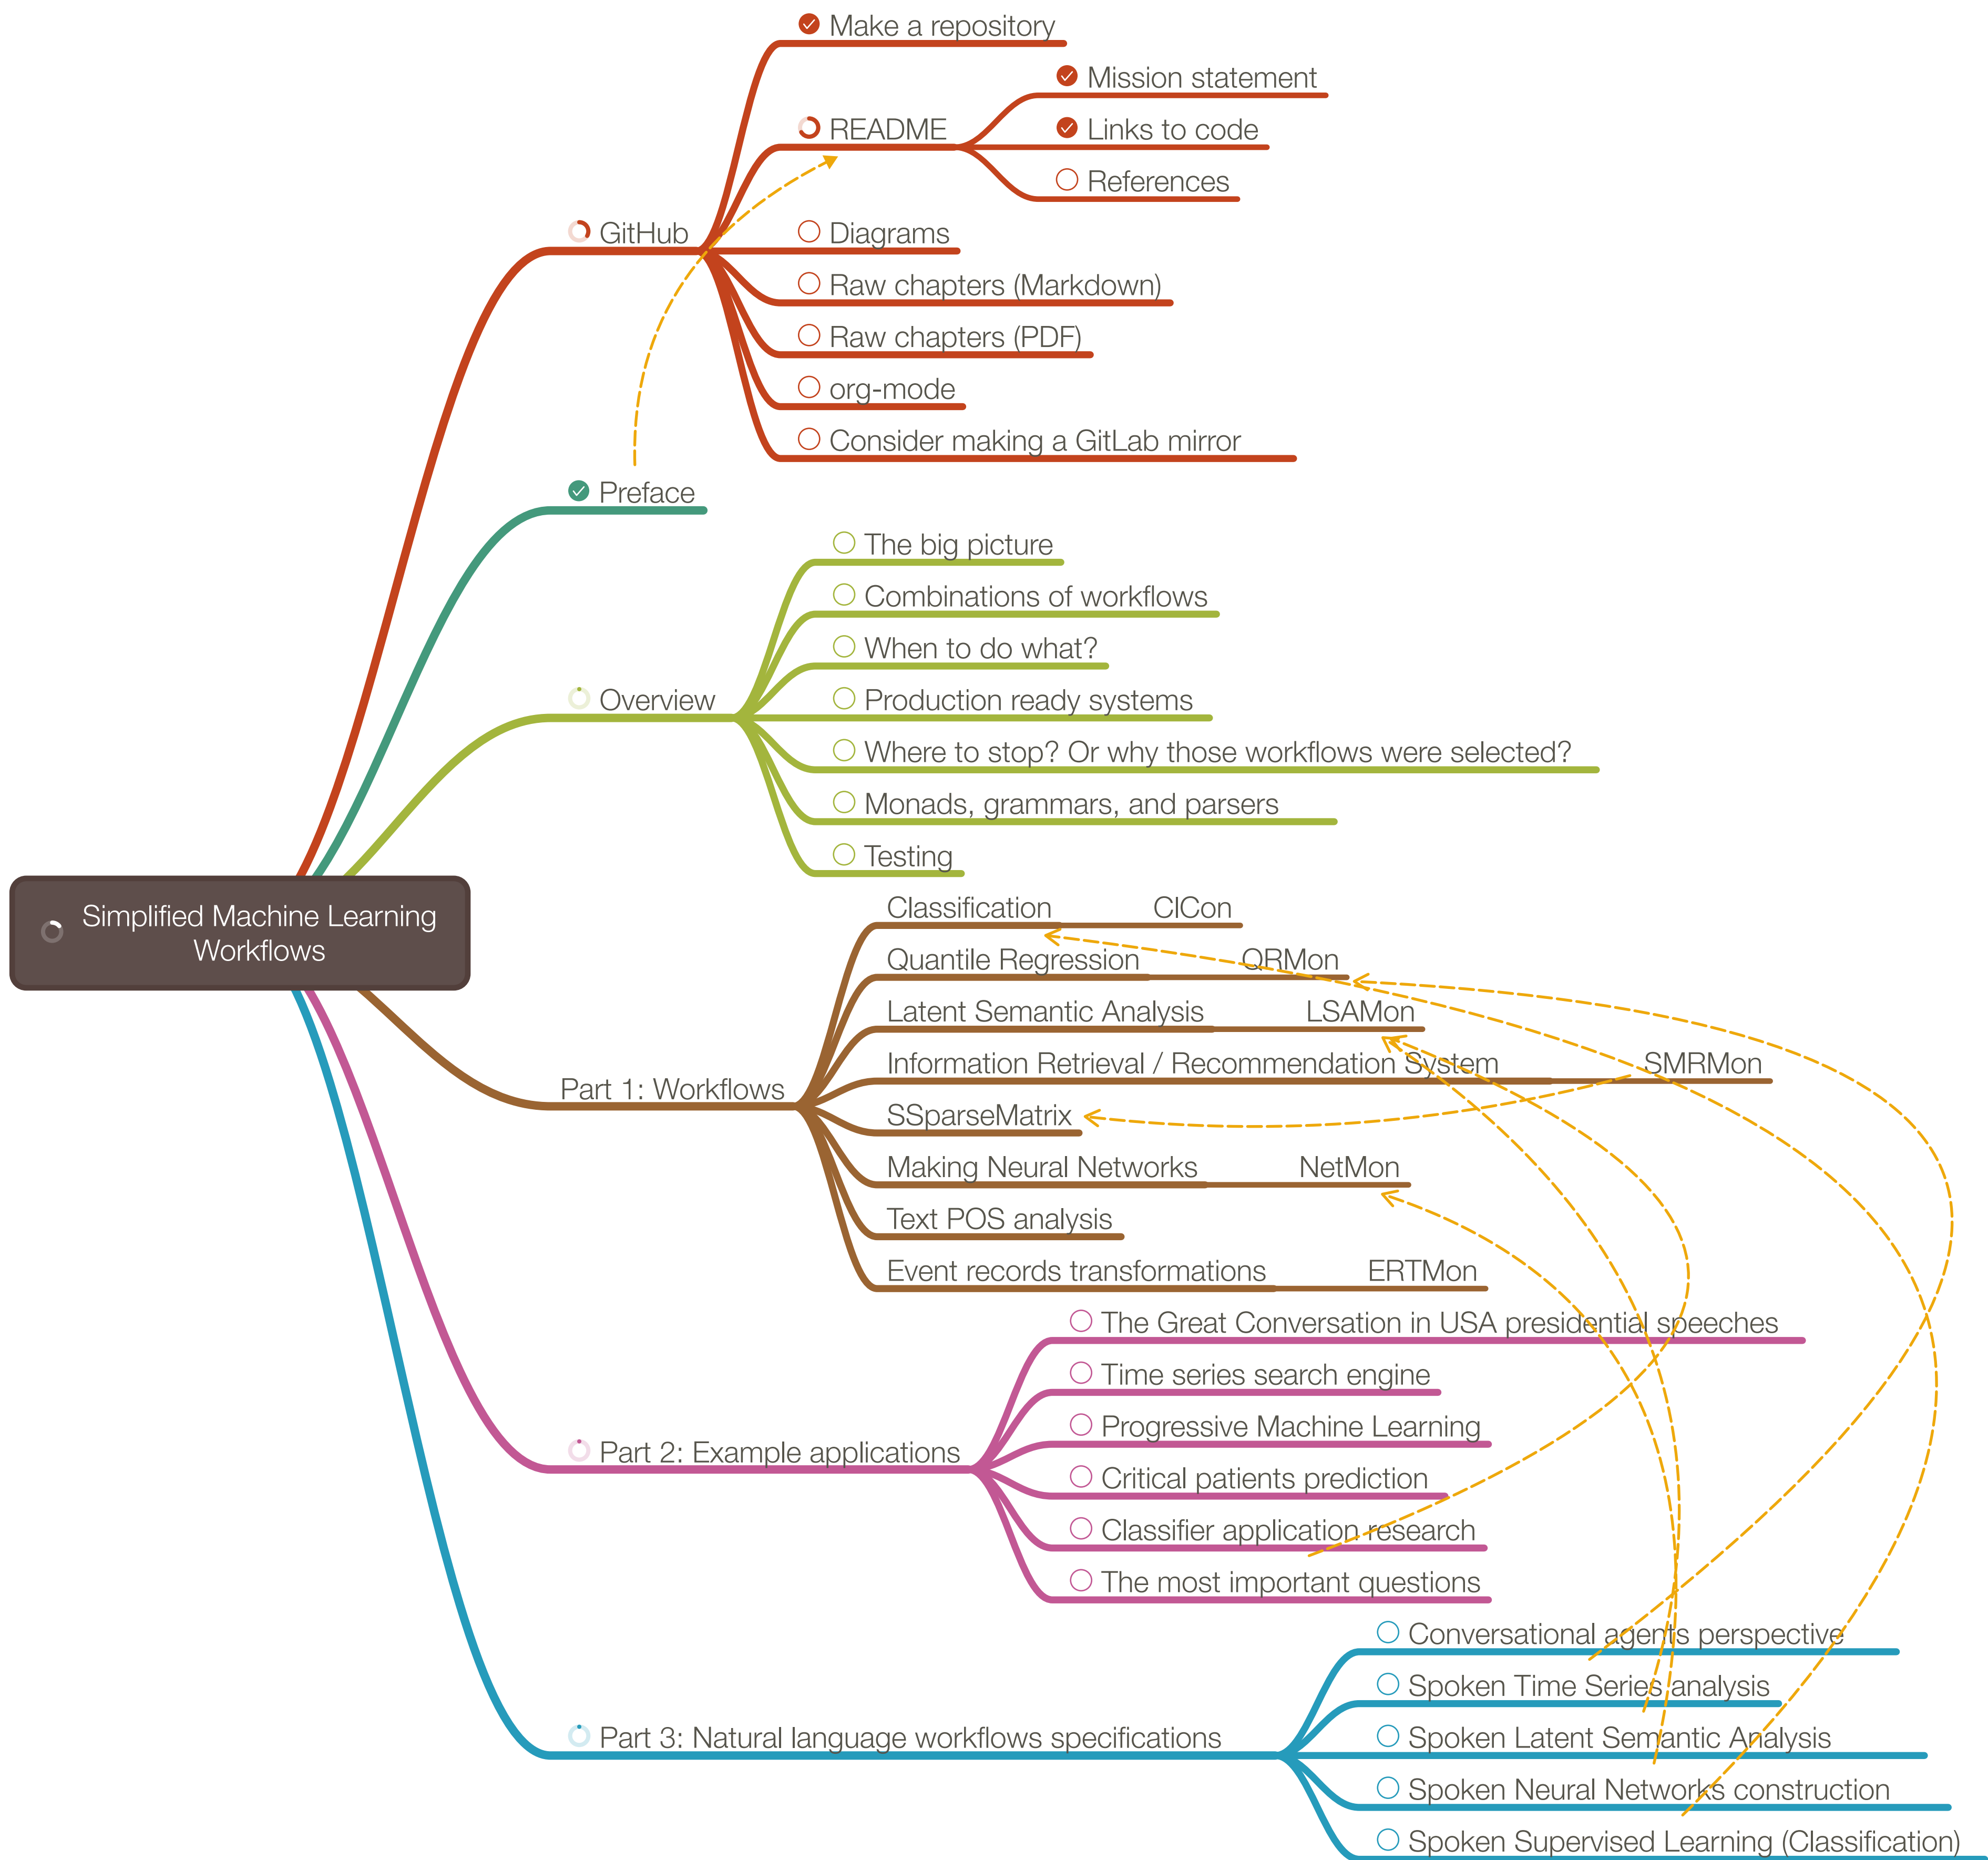 Make a repository
Mission statement
README
Links to code
References
GitHub
Diagrams
Raw chapters (Markdown)
Raw chapters (PDF)
org-mode
Consider making a GitLab mirror
Preface
The big picture
Combinations of workflows
When to do what?
Overview
Production ready systems
Where to stop? Or why those workflows were selected?
Monads, grammars, and parsers
Testing
Simplified Machine Learning
Workflows
Classification
ClCon
Quantile Regression
QRMon
Latent Semantic Analysis
LSAMon
Information Retrieval / Recommendation System
SMRMon
Part 1: Workflows
SSparseMatrix
Making Neural Networks
NetMon
Text POS analysis
Event records transformations
ERTMon
The Great Conversation in USA presidential speeches
Time series search engine
Progressive Machine Learning
Part 2: Example applications
Critical patients prediction
Classifier application research
The most important questions
Conversational agents perspective
Spoken Time Series analysis
Part 3: Natural language workflows specifications
Spoken Latent Semantic Analysis
Spoken Neural Networks construction
Spoken Supervised Learning (Classification)